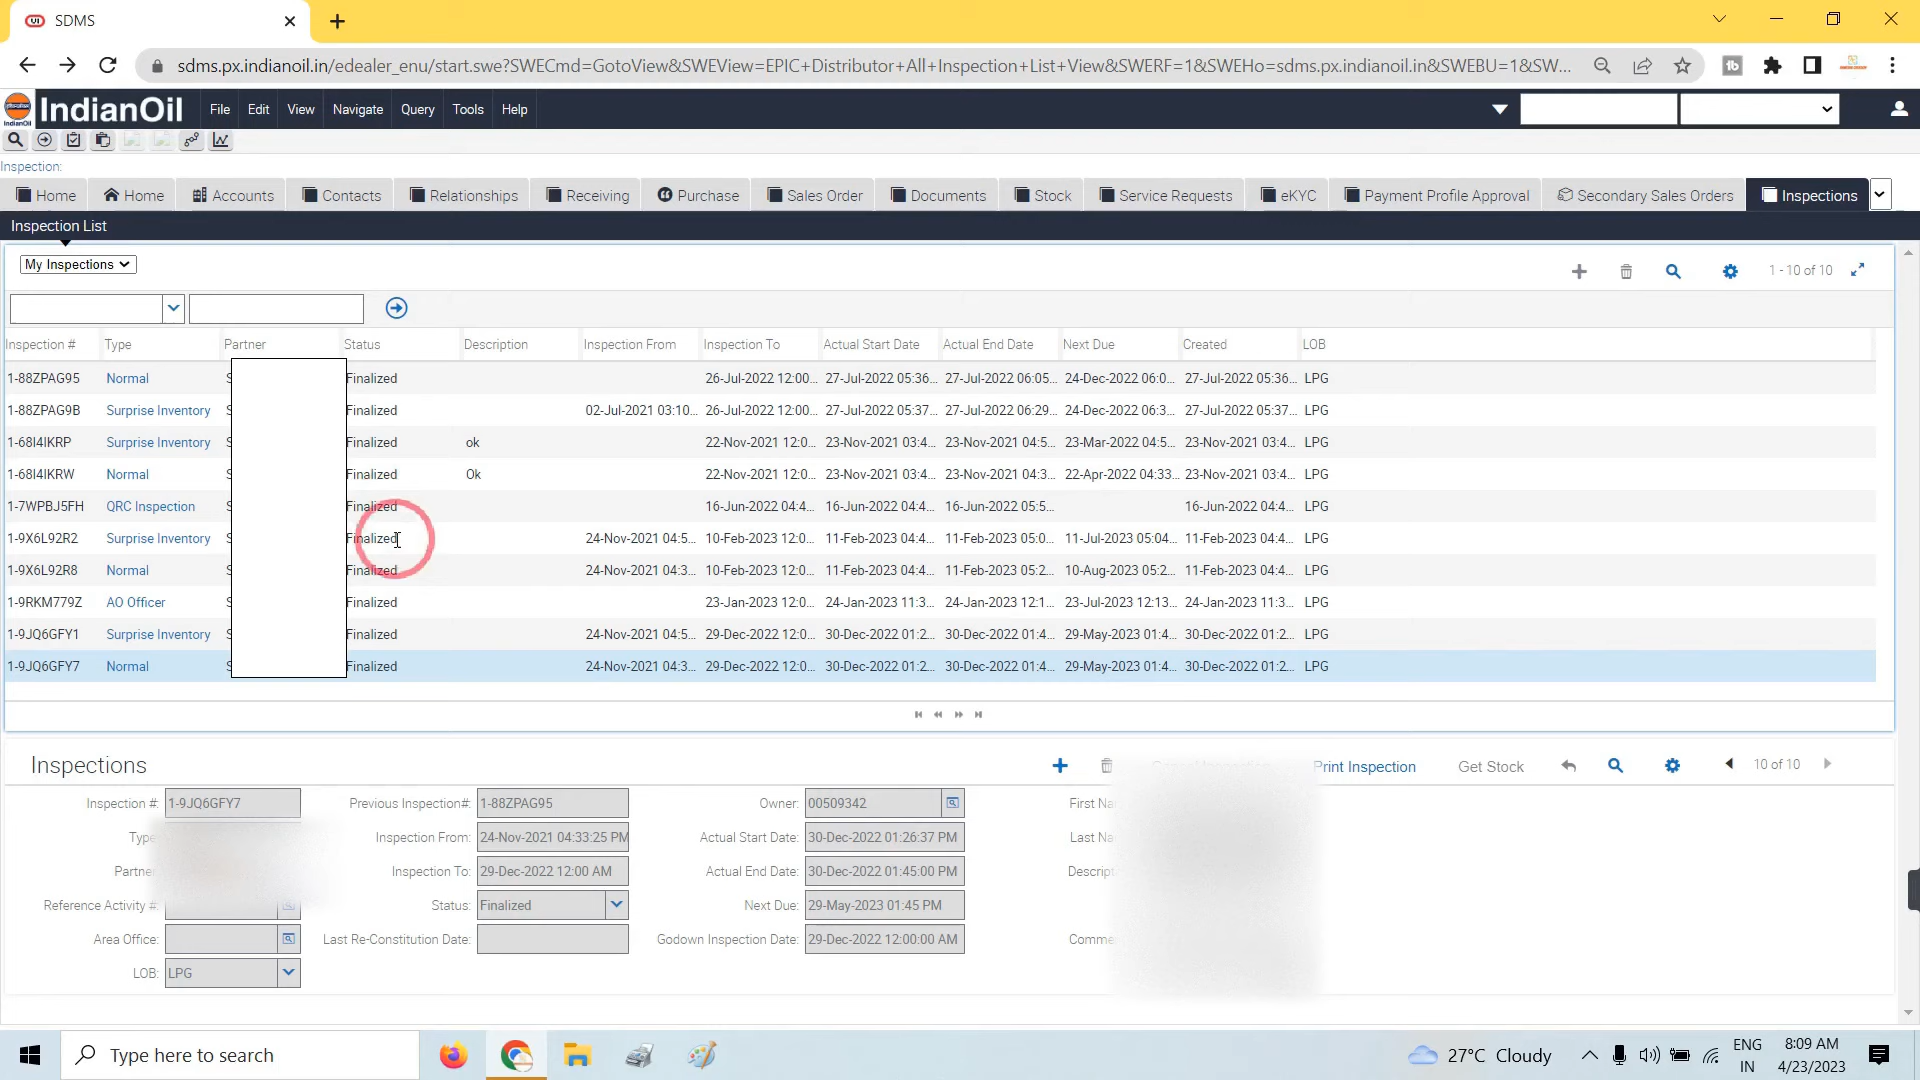 SDMS
sdms.px.indianoil.in/edealer_enu/start.swe?SWECmd=GotoView&SWEView=EPIC+Distributor+All+Inspection+List+View&SWERF=1&SWEHo=sdms.px.indianoil.in&SWEBU=1&SW...
IndianOil File Edit View Navigate Query Tools Help
Inspection:
Home Home Accounts Contacts Relationships Receiving Purchase Sales Order Documents Stock Service Requests eKYC Payment Profile Approval Secondary Sales Orders Inspections
Inspection List
My Inspections 1 - 10 of 10
Inspection # Type Partner Status Description Inspection From Inspection To Actual Start Date Actual End Date Next Due Created LOB
1-88ZPAG95 Normal S Finalized 26-Jul-2022 12:00... 27-Jul-2022 05:36... 27-Jul-2022 06:05... 24-Dec-2022 06:0... 27-Jul-2022 05:36... LPG
1-88ZPAG9B Surprise Inventory S Finalized 02-Jul-2021 03:10... 26-Jul-2022 12:00... 27-Jul-2022 05:37... 27-Jul-2022 06:29... 24-Dec-2022 06:3... 27-Jul-2022 05:37... LPG
1-68I4IKRP Surprise Inventory S Finalized ok 22-Nov-2021 12:0... 23-Nov-2021 03:4... 23-Nov-2021 04:5... 23-Mar-2022 04:5... 23-Nov-2021 03:4... LPG
1-68I4IKRW Normal S Finalized Ok 22-Nov-2021 12:0... 23-Nov-2021 03:4... 23-Nov-2021 04:3... 22-Apr-2022 04:33... 23-Nov-2021 03:4... LPG
1-7WPBJ5FH QRC Inspection S Finalized 16-Jun-2022 04:4... 16-Jun-2022 04:4... 16-Jun-2022 05:5... 16-Jun-2022 04:4... LPG
1-9X6L92R2 Surprise Inventory S Finalized 24-Nov-2021 04:5... 10-Feb-2023 12:0... 11-Feb-2023 04:4... 11-Feb-2023 05:0... 11-Jul-2023 05:04... 11-Feb-2023 04:4... LPG
1-9X6L92R8 Normal S Finalized 24-Nov-2021 04:3... 10-Feb-2023 12:0... 11-Feb-2023 04:4... 11-Feb-2023 05:2... 10-Aug-2023 05:2... 11-Feb-2023 04:4... LPG
1-9RKM779Z AO Officer S Finalized 23-Jan-2023 12:0... 24-Jan-2023 11:3... 24-Jan-2023 12:1... 23-Jul-2023 12:13... 24-Jan-2023 11:3... LPG
1-9JQ6GFY1 Surprise Inventory S Finalized 24-Nov-2021 04:5... 29-Dec-2022 12:0... 30-Dec-2022 01:2... 30-Dec-2022 01:4... 29-May-2023 01:4... 30-Dec-2022 01:2... LPG
1-9JQ6GFY7 Normal S Finalized 24-Nov-2021 04:3... 29-Dec-2022 12:0... 30-Dec-2022 01:2... 30-Dec-2022 01:4... 29-May-2023 01:4... 30-Dec-2022 01:2... LPG
Inspections Print Inspection Get Stock 10 of 10
Inspection #: 1-9JQ6GFY7 Previous Inspection#: 1-88ZPAG95 Owner: 00509342 First Na
Type Inspection From: 24-Nov-2021 04:33:25 PM Actual Start Date: 30-Dec-2022 01:26:37 PM Last Na
Partne Inspection To: 29-Dec-2022 12:00 AM Actual End Date: 30-Dec-2022 01:45:00 PM Descript
Reference Activity #: Status: Finalized Next Due: 29-May-2023 01:45 PM
Area Office: Last Re-Constitution Date: Godown Inspection Date: 29-Dec-2022 12:00:00 AM Comme
LOB: LPG
Type here to search 27°C Cloudy ENG IN 8:09 AM 4/23/2023